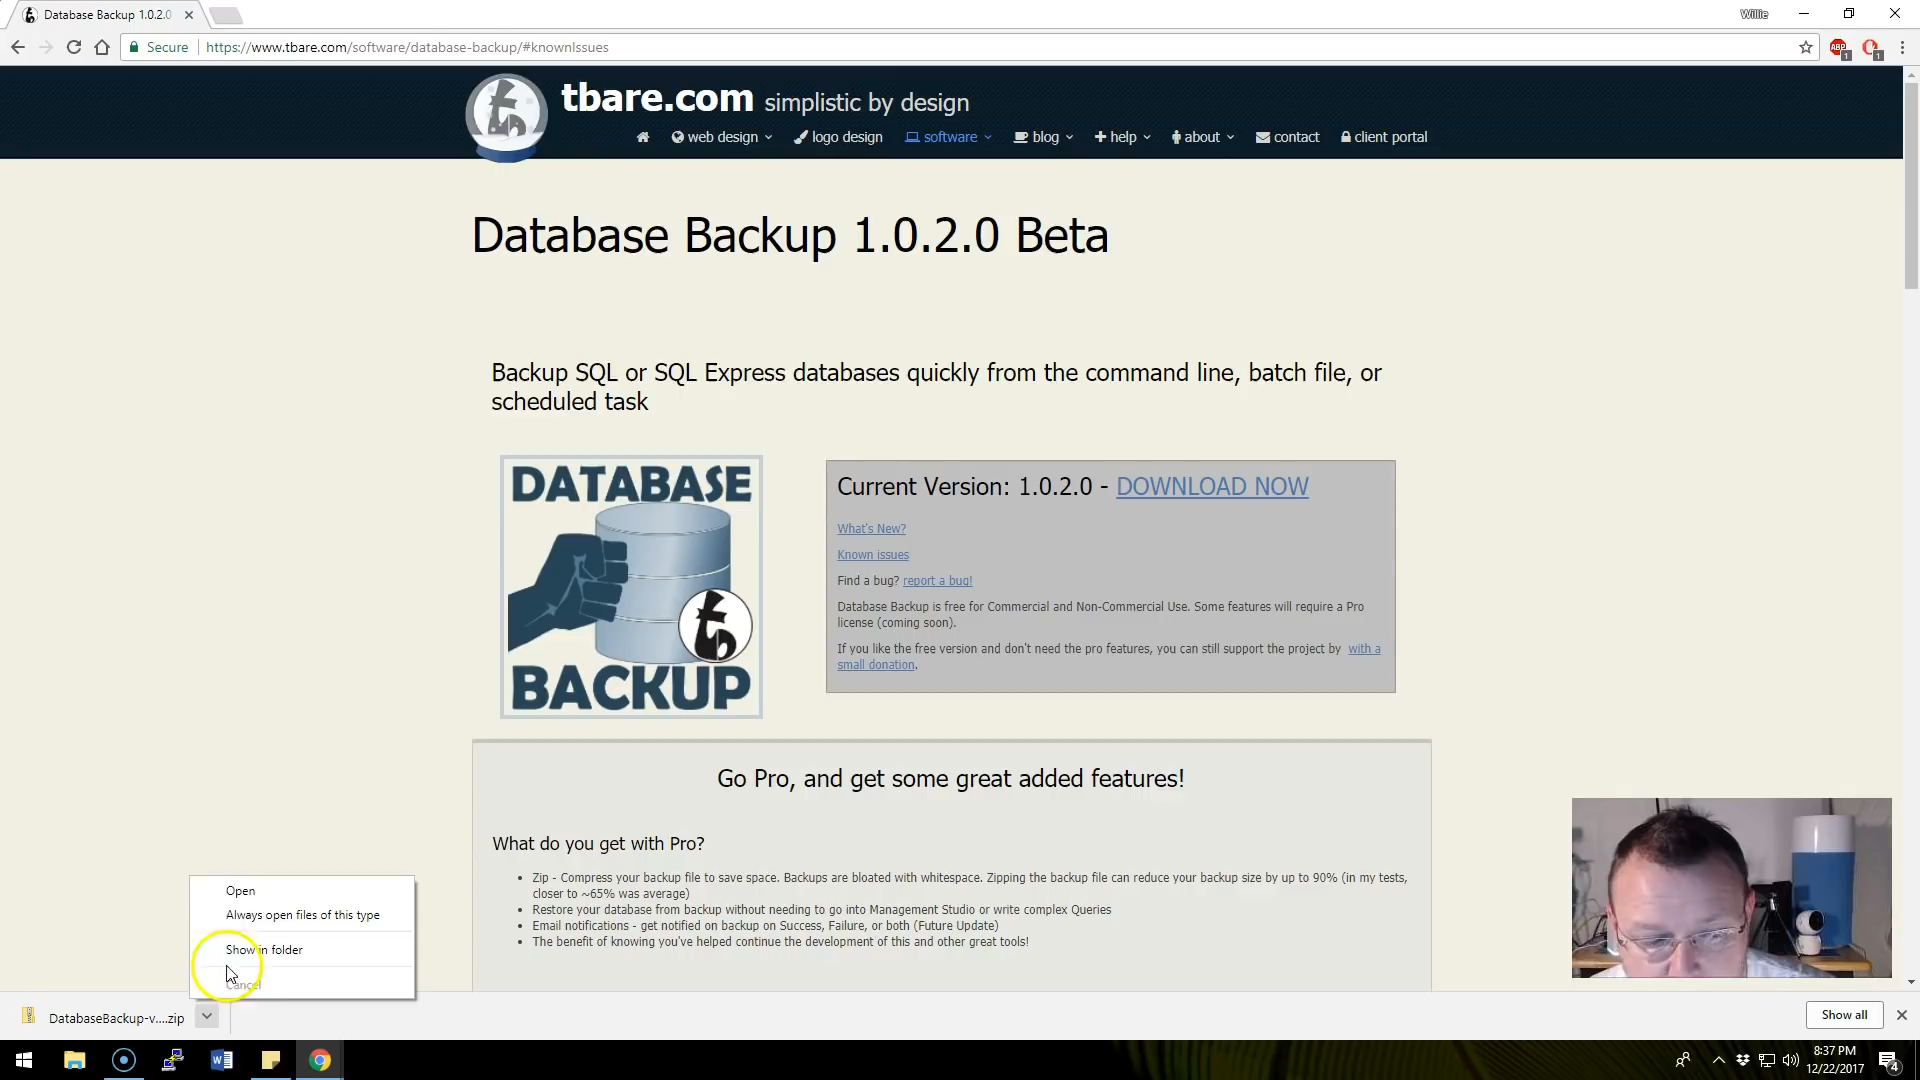 Database Backup 1.0.2.0
Willie
Secure
https://www.tbare.com/software/database-backup/#knownIssues
ABP
1
1
tbare.com simplistic by design
web design
logo design
software
blog
help
about
contact
client portal
Database Backup 1.0.2.0 Beta
Backup SQL or SQL Express databases quickly from the command line, batch file, or
scheduled task
DATABASE
BACKUP
Current Version: 1.0.2.0 - DOWNLOAD NOW
What's New?
Known issues
Find a bug? report a bug!
Database Backup is free for Commercial and Non-Commercial Use. Some features will require a Pro
license (coming soon).
If you like the free version and don't need the pro features, you can still support the project by with a
small donation.
Go Pro, and get some great added features!
What do you get with Pro?
Zip - Compress your backup file to save space. Backups are bloated with whitespace. Zipping the backup file can reduce your backup size by up to 90% (in my tests,
closer to ~65% was average)
Restore your database from backup without needing to go into Management Studio or write complex Queries
Email notifications - get notified on backup on Success, Failure, or both (Future Update)
The benefit of knowing you've helped continue the development of this and other great tools!
Open
Always open files of this type
Show in folder
Cancel
DatabaseBackup-v....zip
Show all
8:37 PM
12/22/2017
4